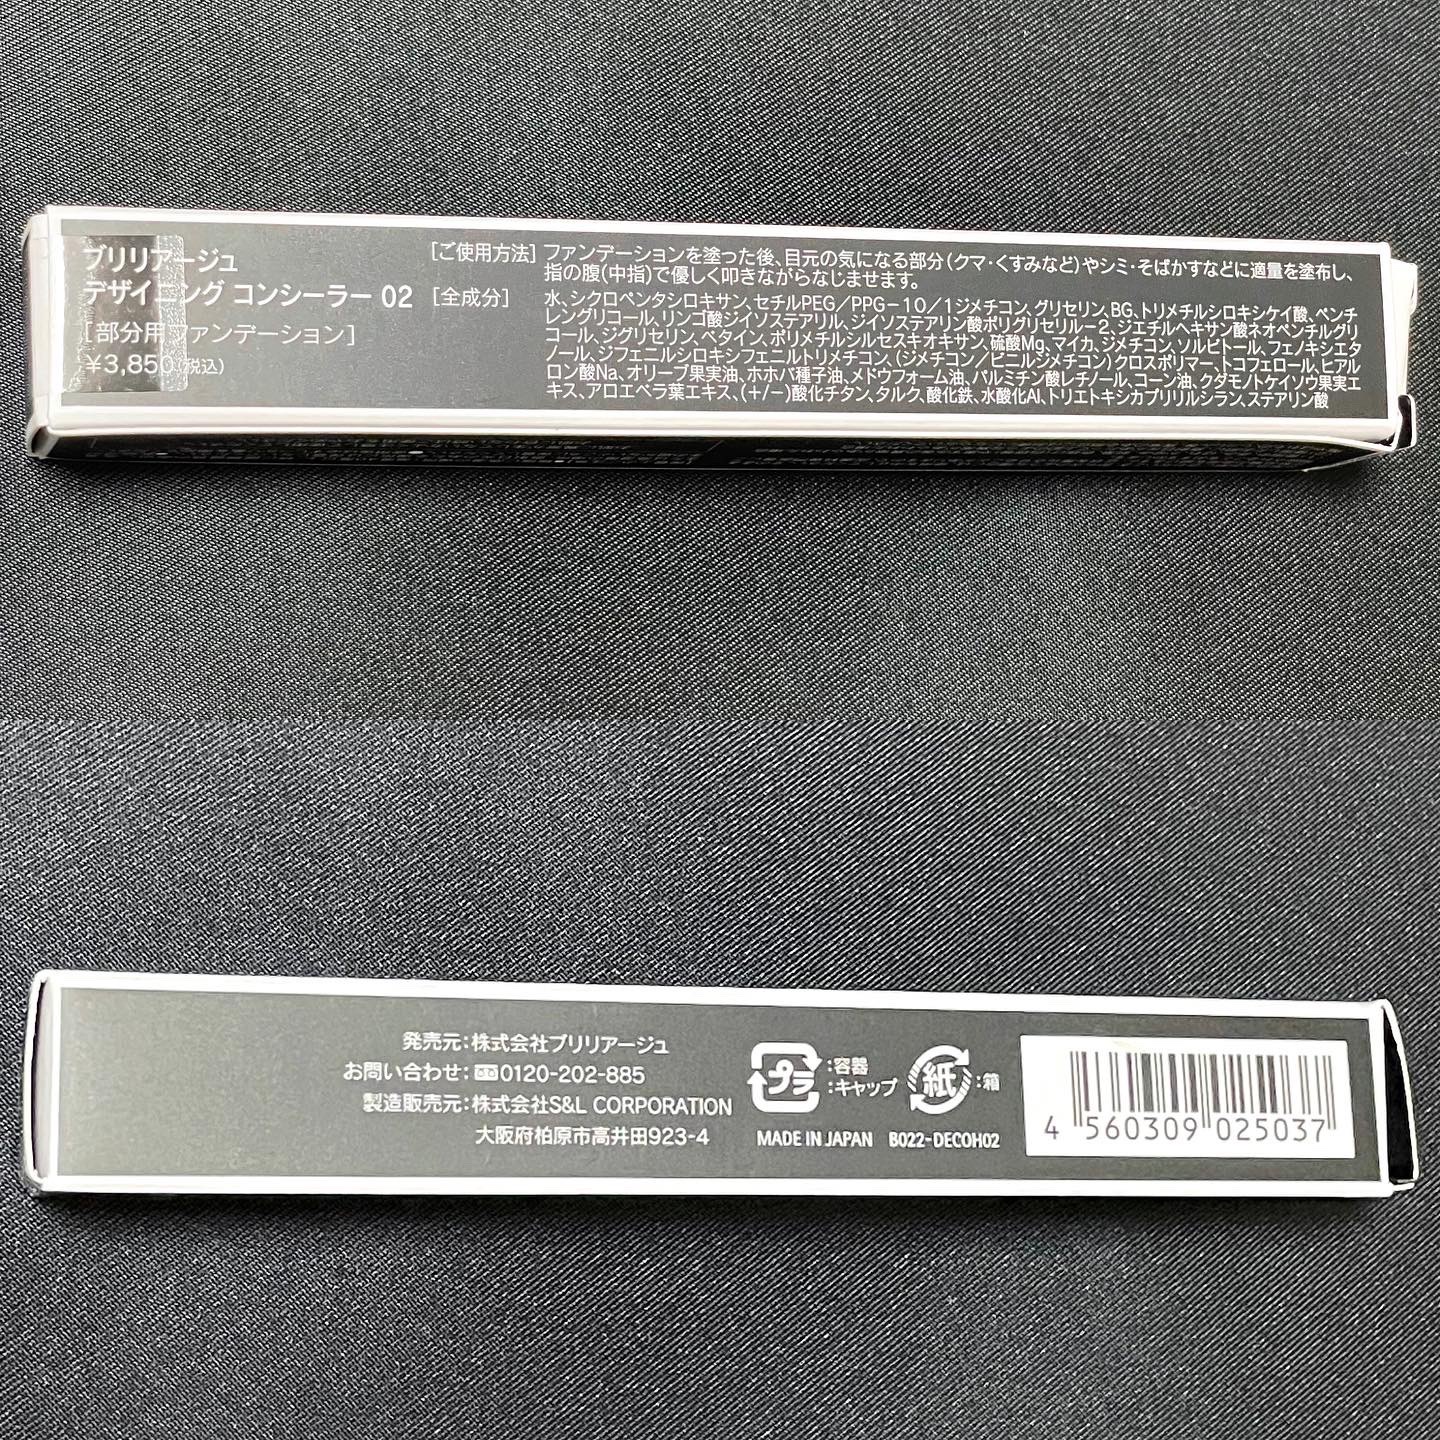 ブリリアージュ
デザイニング コンシーラー 02
[部分用ファンデーション]
¥3,850(税込)
[ご使用方法] ファンデーションを塗った後、目元の気になる部分(クマ・くすみなど)やシミ・そばかすなどに適量を塗布し、
指の腹(中指)で優しく叩きながらなじませます。
[全成分] 水、シクロペンタシロキサン、セチルPEG/PPG-10/1ジメチコン、グリセリン、BG、トリメチルシロキシケイ酸、ペンチ
レングリコール、リンゴ酸ジイソステアリル、ジイソステアリン酸ポリグリセリル-2、ジエチルヘキサン酸ネオペンチルグリ
コール、ジグリセリン、ベタイン、ポリメチルシルセスキオキサン、硫酸Mg、マイカ、ジメチコン、ソルビトール、フェノキシエタ
ノール、ジフェニルシロキシフェニルトリメチコン、(ジメチコン/ビニルジメチコン)クロスポリマー、トコフェロール、ヒアル
ロン酸Na、オリーブ果実油、ホホバ種子油、メドウフォーム油、パルミチン酸レチノール、コーン油、クダモノトケイソウ果実エ
キス、アロエベラ葉エキス、(+/-)酸化チタン、タルク、酸化鉄、水酸化Al、トリエトキシカプリリルシラン、ステアリン酸
発売元:株式会社ブリリアージュ
お問い合わせ:0120-202-885
製造販売元:株式会社S&L CORPORATION
大阪府柏原市高井田923-4
プラ :容器
:キャップ
紙 :箱
MADE IN JAPAN B022-DECOH02
4 560309 025037